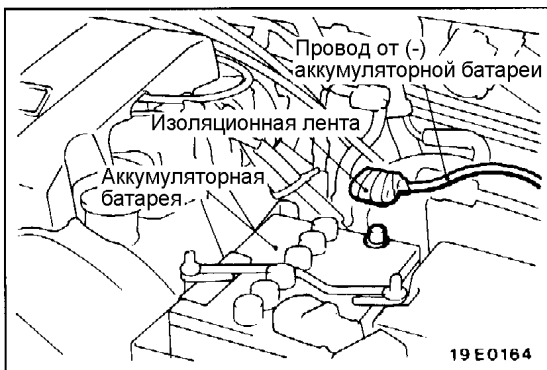 Провод от (-)
аккумуляторной батареи
Изоляционная лента
Аккумуляторная
батарея
19E0164